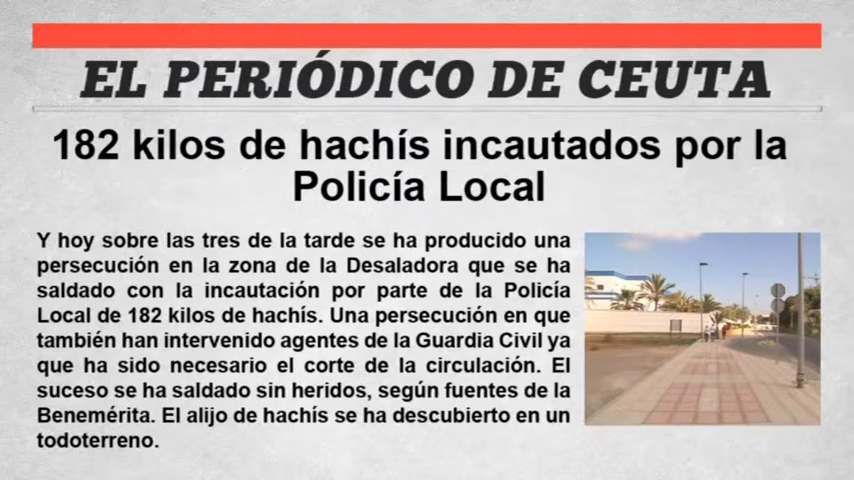 EL PERIÓDICO DE CEUTA
182 kilos de hachís incautados por la
Policía Local
Y hoy sobre las tres de la tarde se ha producido una
persecución en la zona de la Desaladora que se ha
saldado con la incautación por parte de la Policía
Local de 182 kilos de hachís. Una persecución en que
también han intervenido agentes de la Guardia Civil ya
que ha sido necesario el corte de la circulación. El
suceso se ha saldado sin heridos, según fuentes de la
Benemérita. El alijo de hachís se ha descubierto en un
todoterreno.